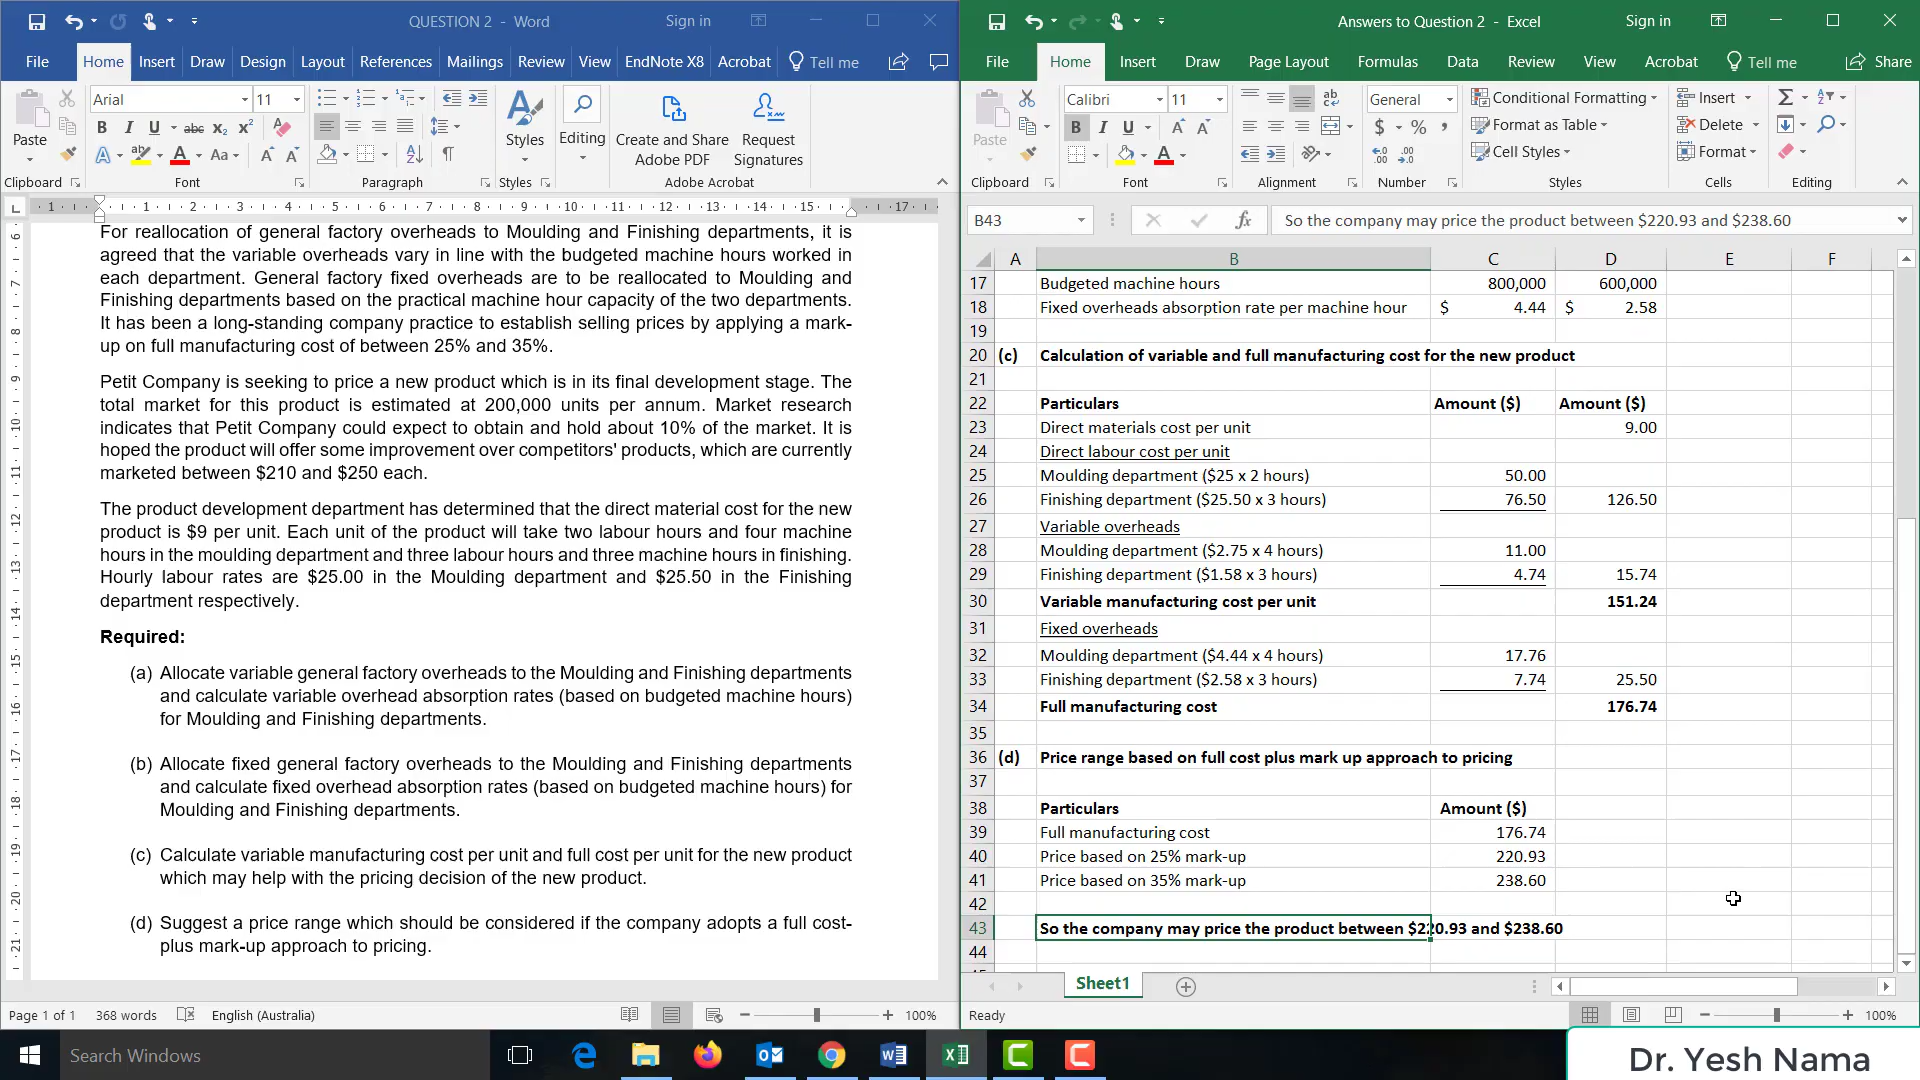 QUESTION 2 - Word
Sign in
File Home Insert Draw Design Layout References Mailings Review View EndNote X8 Acrobat Tell me
Arial 11
Paste
Styles
Editing
Create and Share
Adobe PDF
Request
Signatures
Clipboard Font Paragraph Styles Adobe Acrobat
1 1 2 3 4 5 6 7 8 9 10 11 12 13 14 15 17
For reallocation of general factory overheads to Moulding and Finishing departments, it is
agreed that the variable overheads vary in line with the budgeted machine hours worked in
each department. General factory fixed overheads are to be reallocated to Moulding and
Finishing departments based on the practical machine hour capacity of the two departments.
It has been a long-standing company practice to establish selling prices by applying a mark-
up on full manufacturing cost of between 25% and 35%.
Petit Company is seeking to price a new product which is in its final development stage. The
total market for this product is estimated at 200,000 units per annum. Market research
indicates that Petit Company could expect to obtain and hold about 10% of the market. It is
hoped the product will offer some improvement over competitors' products, which are currently
marketed between $210 and $250 each.
The product development department has determined that the direct material cost for the new
product is $9 per unit. Each unit of the product will take two labour hours and four machine
hours in the moulding department and three labour hours and three machine hours in finishing.
Hourly labour rates are $25.00 in the Moulding department and $25.50 in the Finishing
department respectively.
Required:
(a) Allocate variable general factory overheads to the Moulding and Finishing departments
and calculate variable overhead absorption rates (based on budgeted machine hours)
for Moulding and Finishing departments.
(b) Allocate fixed general factory overheads to the Moulding and Finishing departments
and calculate fixed overhead absorption rates (based on budgeted machine hours) for
Moulding and Finishing departments.
(c) Calculate variable manufacturing cost per unit and full cost per unit for the new product
which may help with the pricing decision of the new product.
(d) Suggest a price range which should be considered if the company adopts a full cost-
plus mark-up approach to pricing.
Page 1 of 1 368 words English (Australia) 100%
Answers to Question 2 - Excel
Sign in
File Home Insert Draw Page Layout Formulas Data Review View Acrobat Tell me Share
Calibri 11
General
Paste
Conditional Formatting
Format as Table
Cell Styles
Insert
Delete
Format
Clipboard Font Alignment Number Styles Cells Editing
B43 fx So the company may price the product between $220.93 and $238.60
A B C D E F
17 Budgeted machine hours 800,000 600,000
18 Fixed overheads absorption rate per machine hour $ 4.44 $ 2.58
19
20 (c) Calculation of variable and full manufacturing cost for the new product
21
22 Particulars Amount ($) Amount ($)
23 Direct materials cost per unit 9.00
24 Direct labour cost per unit
25 Moulding department ($25 x 2 hours) 50.00
26 Finishing department ($25.50 x 3 hours) 76.50 126.50
27 Variable overheads
28 Moulding department ($2.75 x 4 hours) 11.00
29 Finishing department ($1.58 x 3 hours) 4.74 15.74
30 Variable manufacturing cost per unit 151.24
31 Fixed overheads
32 Moulding department ($4.44 x 4 hours) 17.76
33 Finishing department ($2.58 x 3 hours) 7.74 25.50
34 Full manufacturing cost 176.74
35
36 (d) Price range based on full cost plus mark up approach to pricing
37
38 Particulars Amount ($)
39 Full manufacturing cost 176.74
40 Price based on 25% mark-up 220.93
41 Price based on 35% mark-up 238.60
42
43 So the company may price the product between $220.93 and $238.60
44
Sheet1
Ready 100%
Search Windows
Dr. Yesh Nama